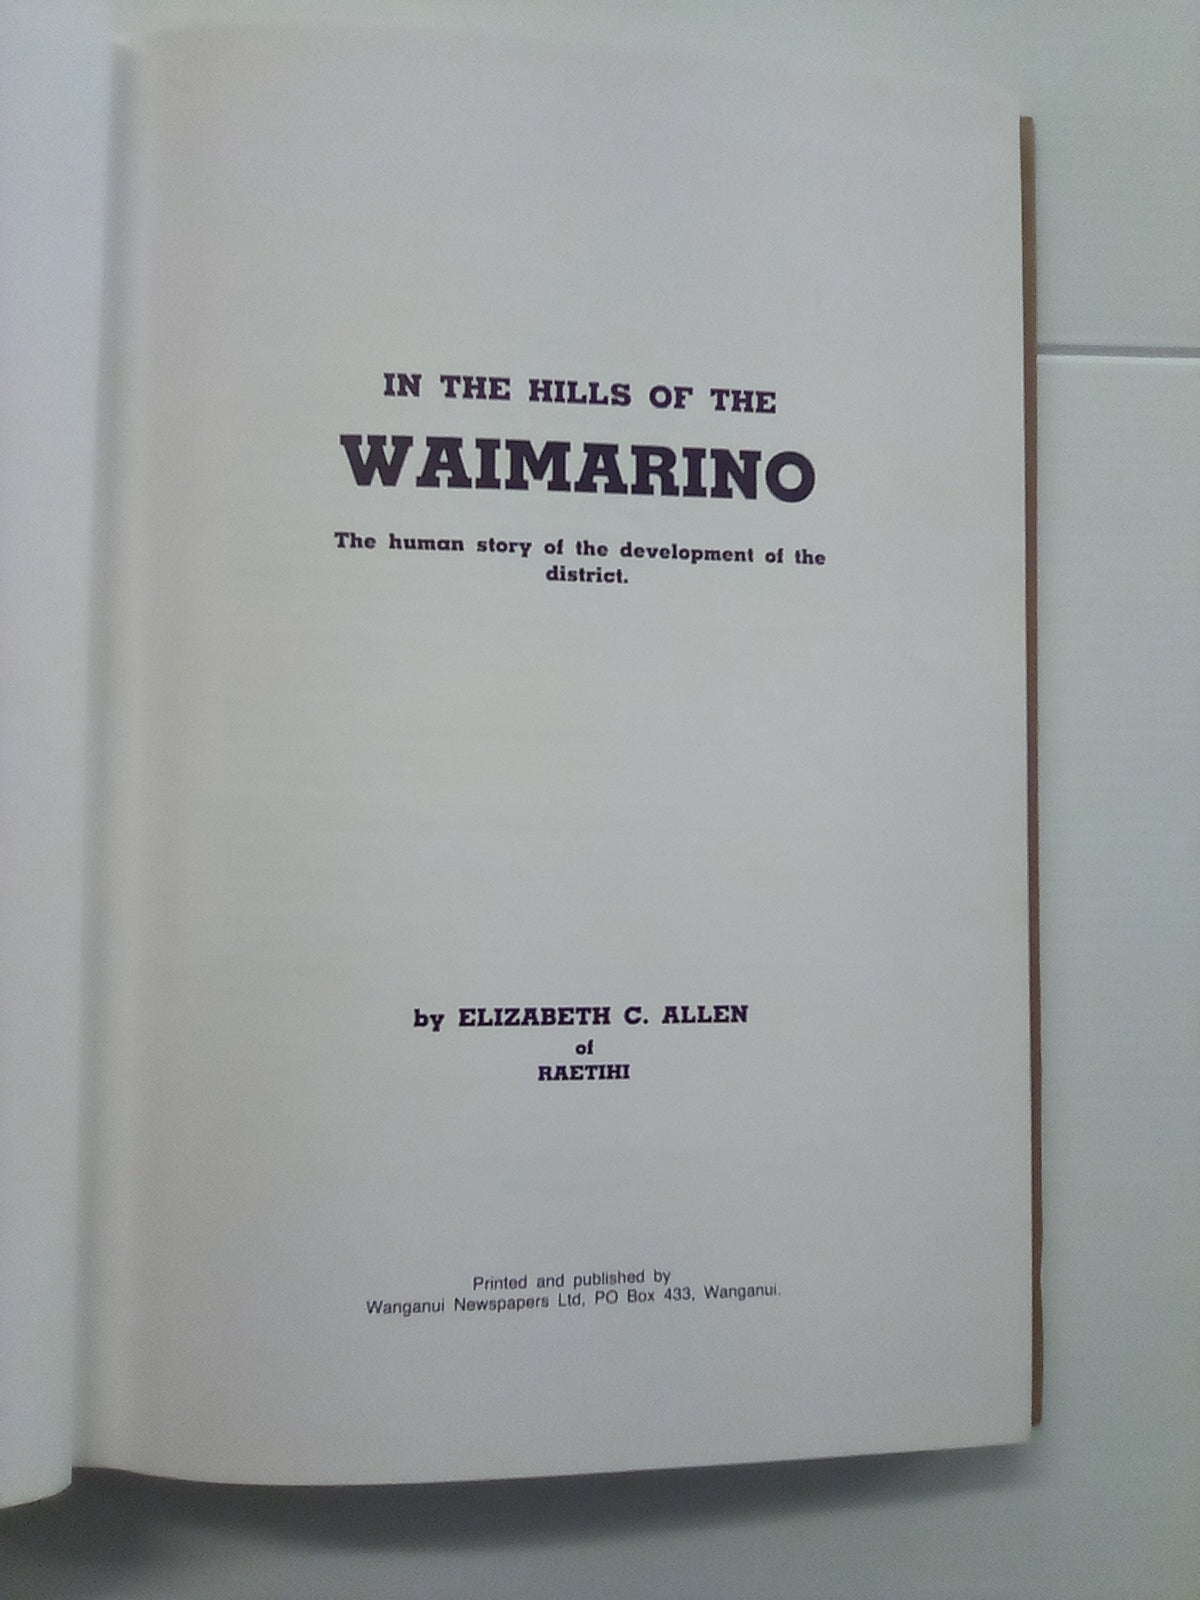 IN THE HILLS OF THE
WAIMARINO
The human story of the development of the
district.
by ELIZABETH C. ALLEN
of
RAETIHI
Printed and published by
Wanganui Newspapers Ltd, PO Box 433, Wanganui.